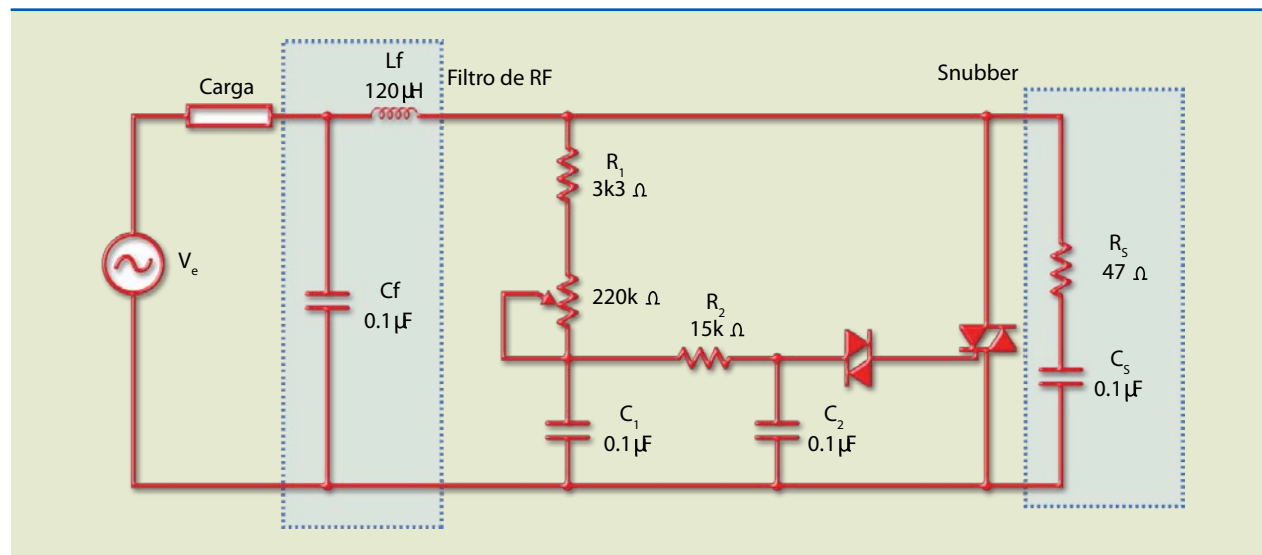 Carga
Lf
120 µH
Filtro de RF
Snubber
R1
3k3 Ω
Ve
Cf
0.1 µF
220k Ω
R2
15k Ω
RS
47 Ω
C1
0.1 µF
C2
0.1 µF
CS
0.1 µF